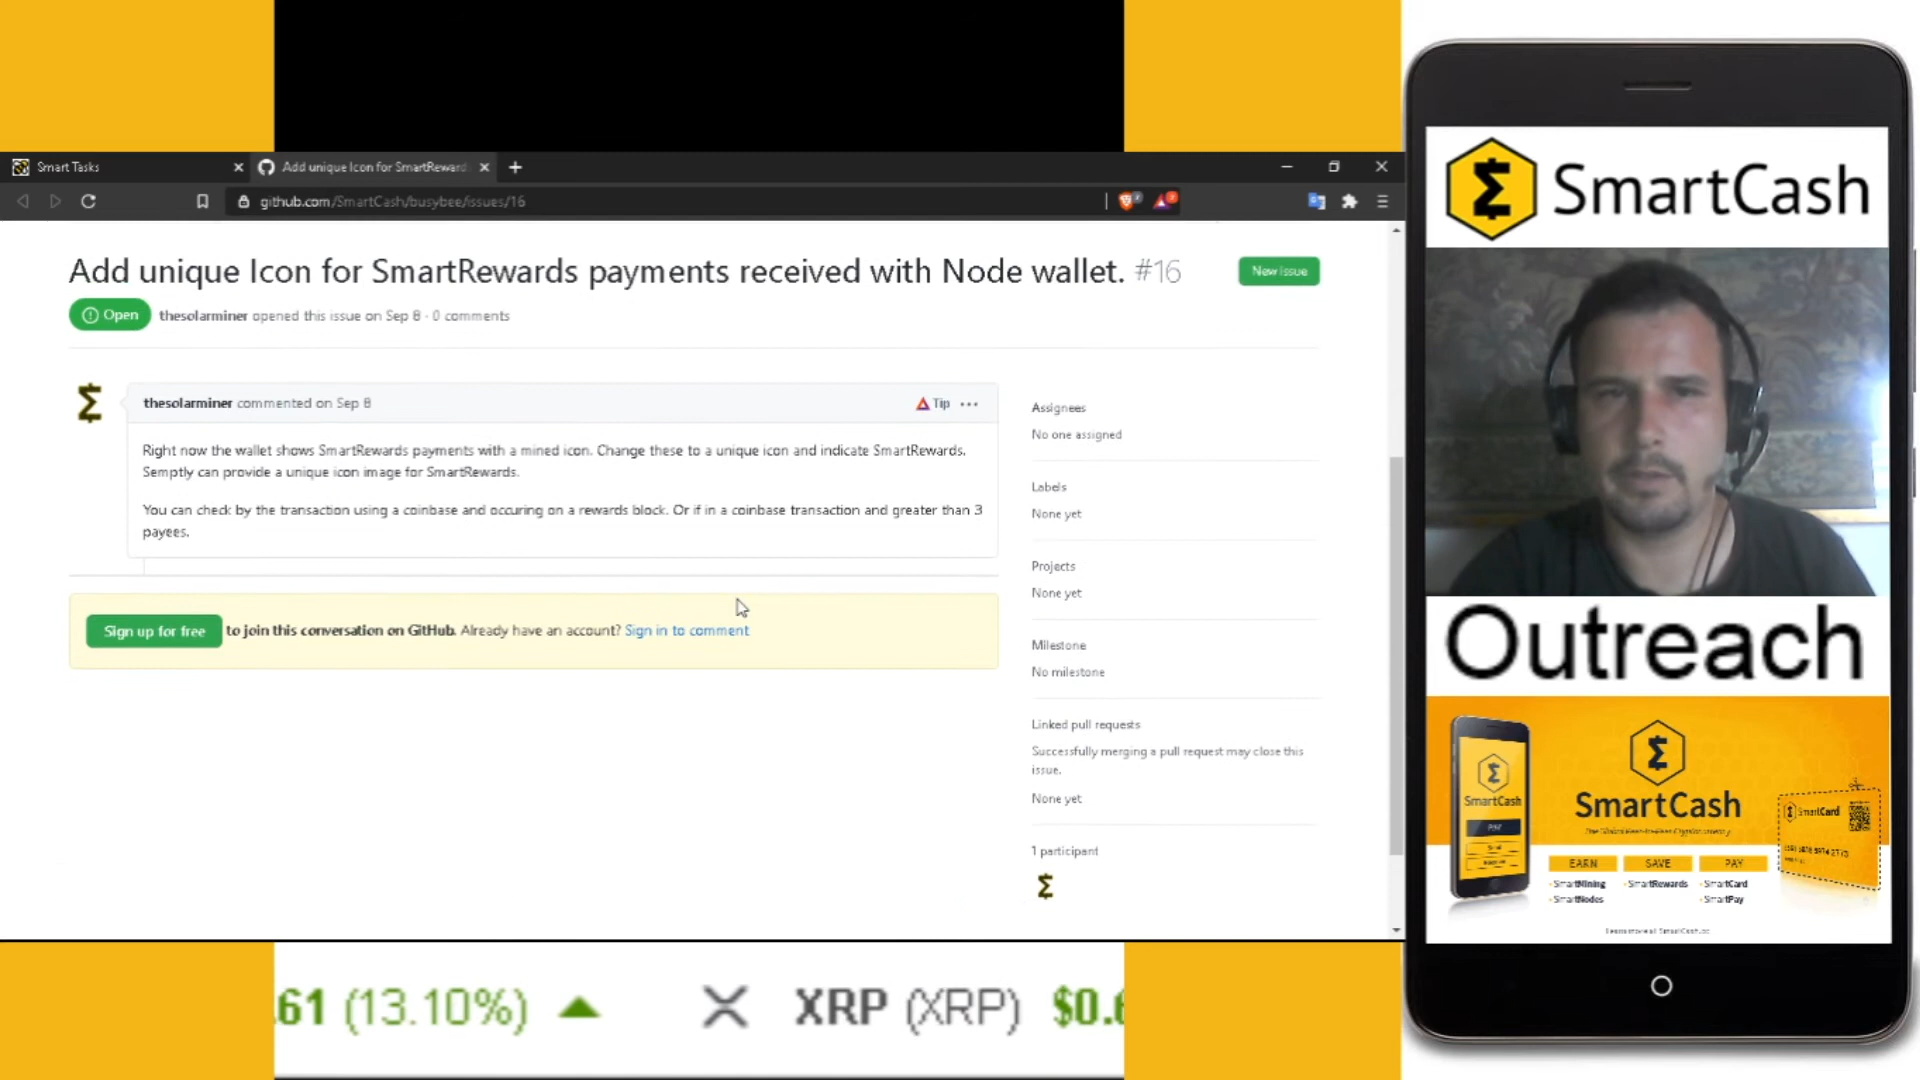 Smart Tasks
Add unique Icon for SmartReward
github.com/SmartCash/busybee/issues/16
Add unique Icon for SmartRewards payments received with Node wallet. #16
New issue
Open
thesolarminer opened this issue on Sep 8 · 0 comments
thesolarminer commented on Sep 8
Tip
Right now the wallet shows SmartRewards payments with a mined icon. Change these to a unique icon and indicate SmartRewards.
Semptly can provide a unique icon image for SmartRewards.
You can check by the transaction using a coinbase and occuring on a rewards block. Or if in a coinbase transaction and greater than 3
payees.
Sign up for free to join this conversation on GitHub. Already have an account? Sign in to comment
Assignees
No one assigned
Labels
None yet
Projects
None yet
Milestone
No milestone
Linked pull requests
Successfully merging a pull request may close this
issue.
None yet
1 participant
.61 (13.10%)
XRP (XRP) $0.6
SmartCash
Outreach
SmartCash
PAY
SmartCash
EARN
SAVE
PAY
SmartMining
SmartRewards
SmartCard
SmartNodes
SmartPay
SmartCard